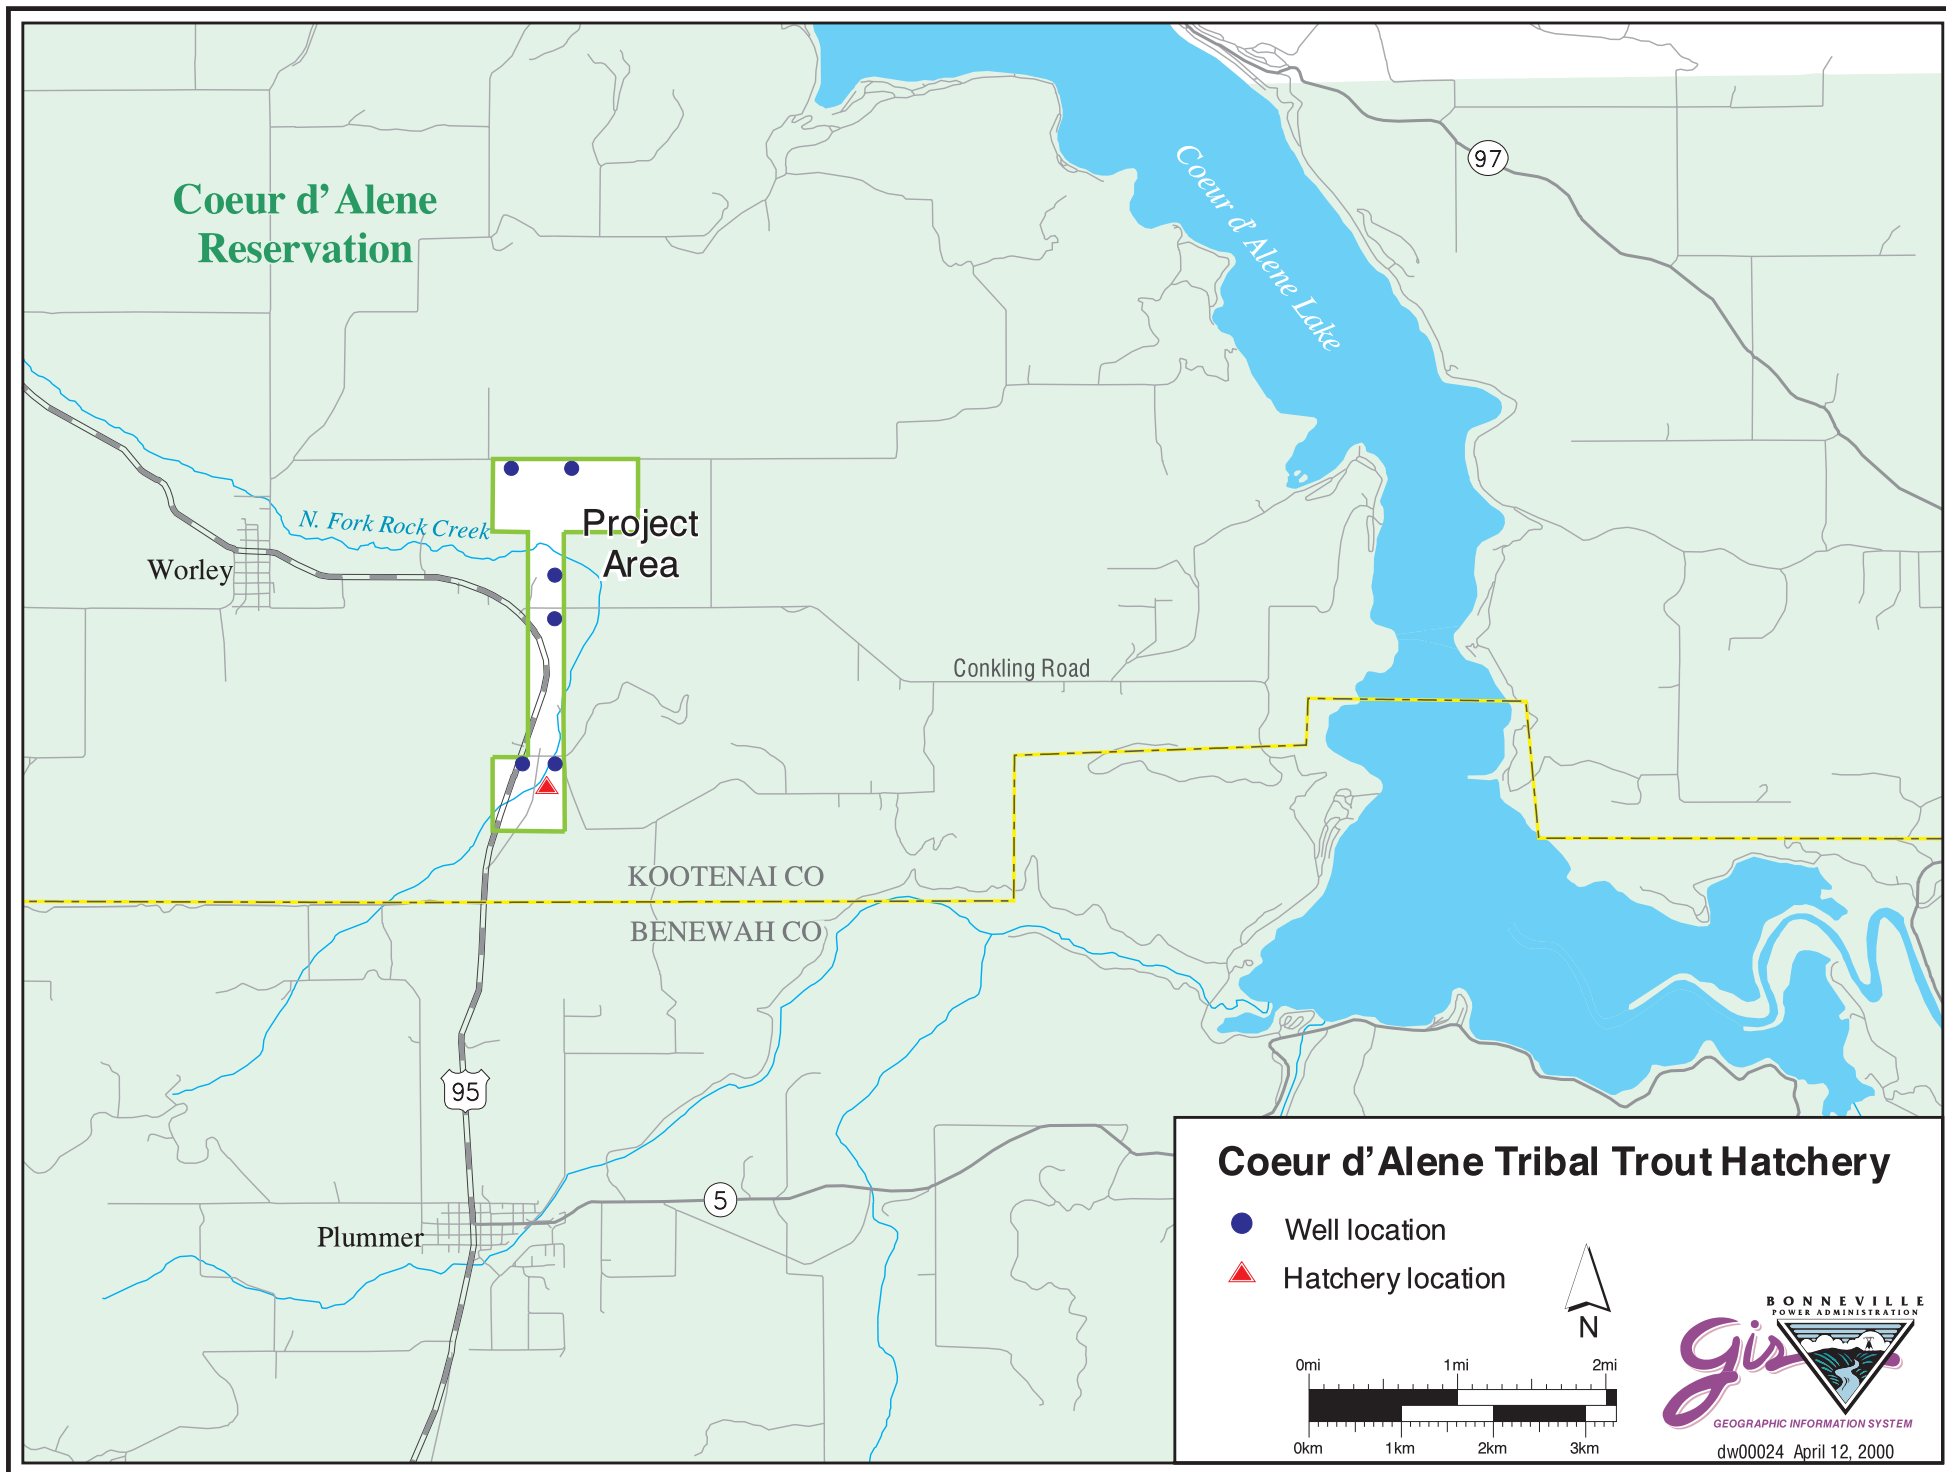 97
Coeur d' Alene Lake
Coeur d' Alene
Reservation
N. Fork Rock Creek
Project
Area
Worley
Conkling Road
KOOTENAI CO
BENEWAH CO
95
5
Plummer
Coeur d'Alene Tribal Trout Hatchery
Well location
Hatchery location
N
0mi 1mi 2mi
0km 1km 2km 3km
BONNEVILLE
POWER ADMINISTRATION
gis
GEOGRAPHIC INFORMATION SYSTEM
dw00024 April 12, 2000